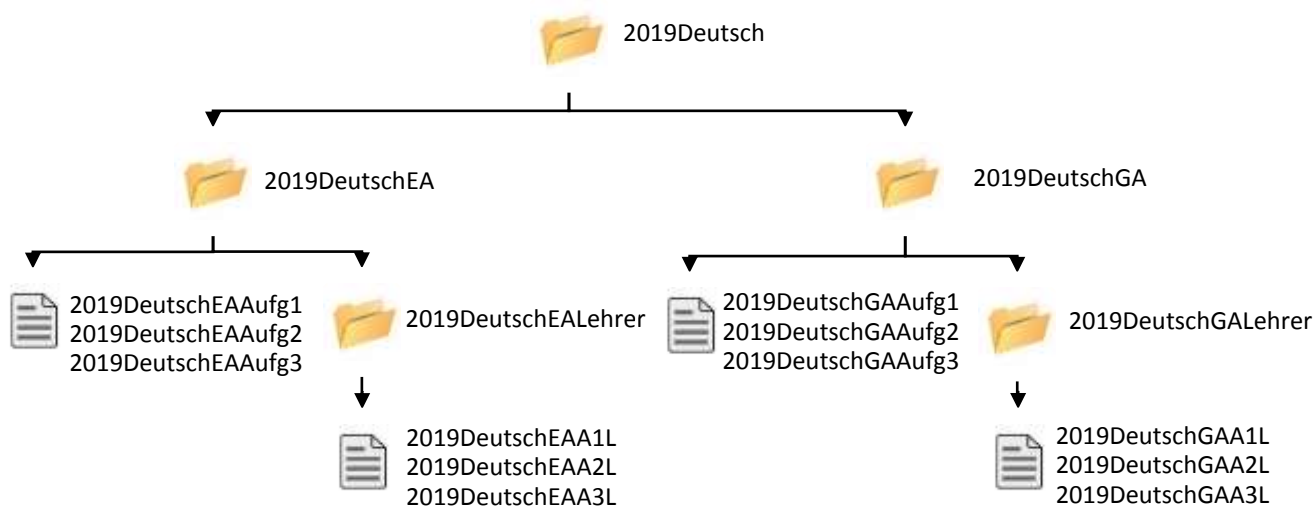 2019Deutsch
2019DeutschEA
2019DeutschGA
2019DeutschEAAufg1
2019DeutschEAAufg2
2019DeutschEAAufg3
2019DeutschEALehrer
2019DeutschGAAufg1
2019DeutschGAAufg2
2019DeutschGAAufg3
2019DeutschGALehrer
2019DeutschEAA1L
2019DeutschEAA2L
2019DeutschEAA3L
2019DeutschGAA1L
2019DeutschGAA2L
2019DeutschGAA3L